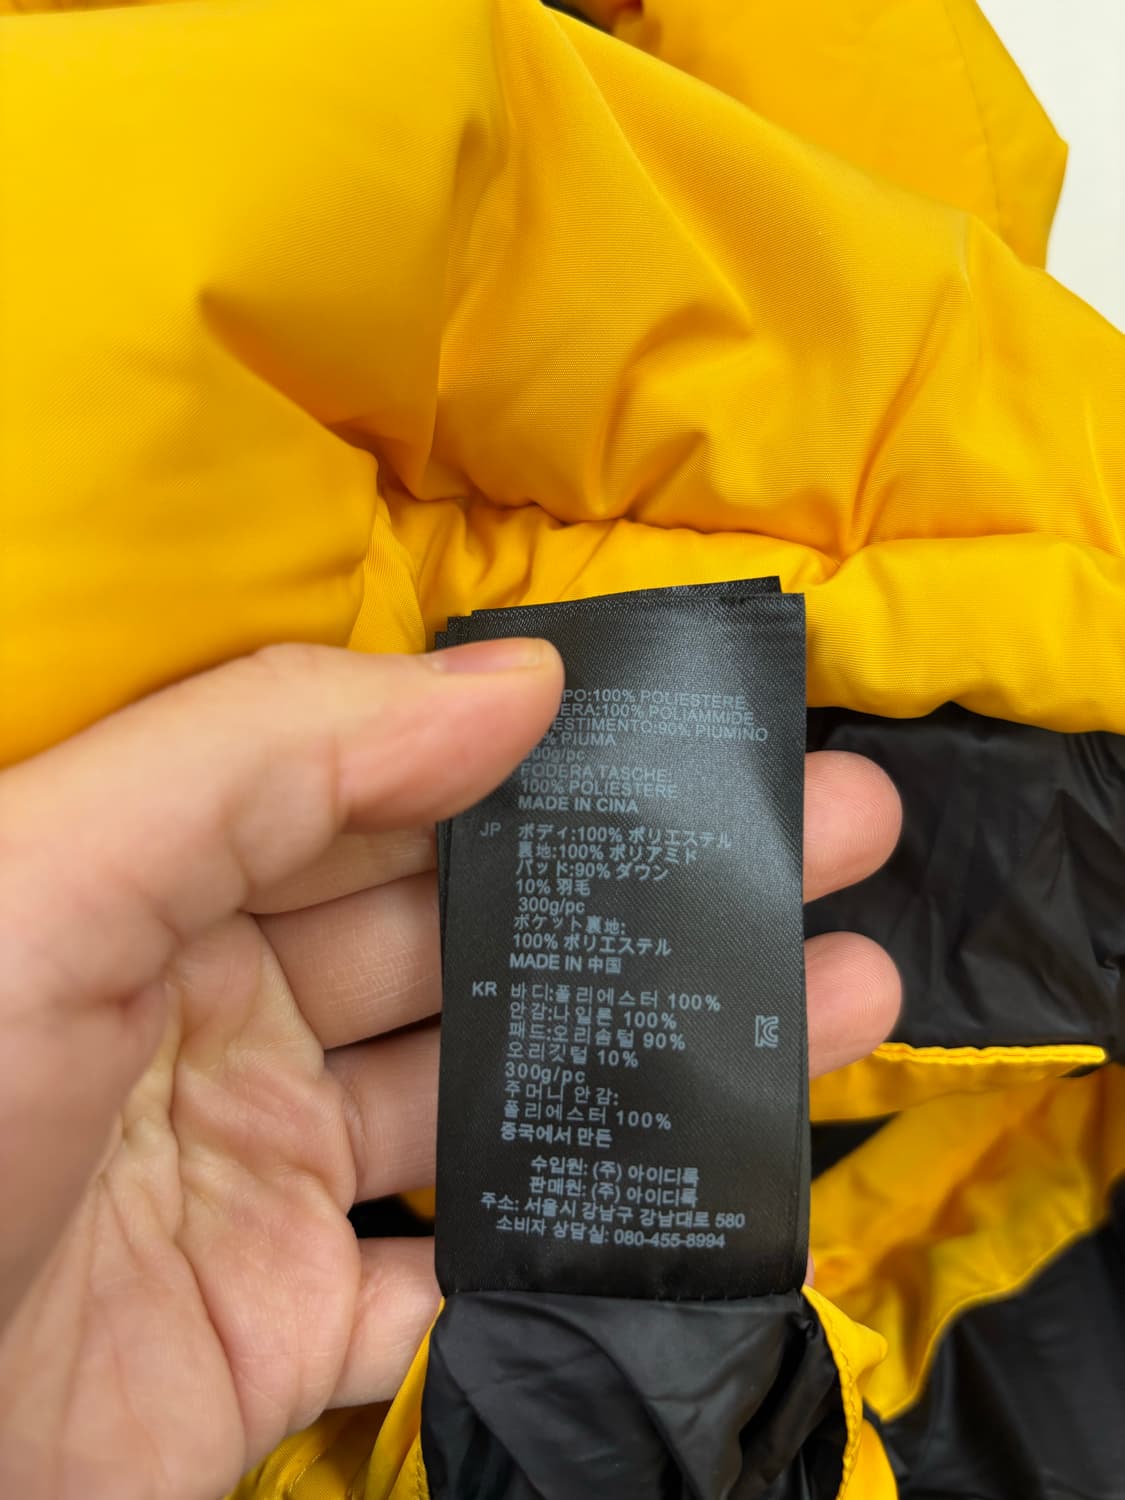 PO:100% POLIESTERE
ERA:100% POLIAMMIDE
ESTIMENTO:90% PIUMINO
% PIUMA
300g/pc
FODERA TASCHE:
100% POLIESTERE
MADE IN CINA
JP ボディ:100% ポリエステル
裏地:100% ポリアミド
パッド:90% ダウン
10% 羽毛
300g/pc
ポケット裏地:
100% ポリエステル
MADE IN 中国
KR 바디:폴리에스터 100%
안감:나일론 100%
패드:오리솜털 90%
오리깃털 10%
300g/pc
주머니 안감:
폴리에스터 100%
중국에서 만든
수입원: (주) 아이디룩
판매원: (주) 아이디룩
주소: 서울시 강남구 강남대로 580
소비자 상담실: 080-455-8994